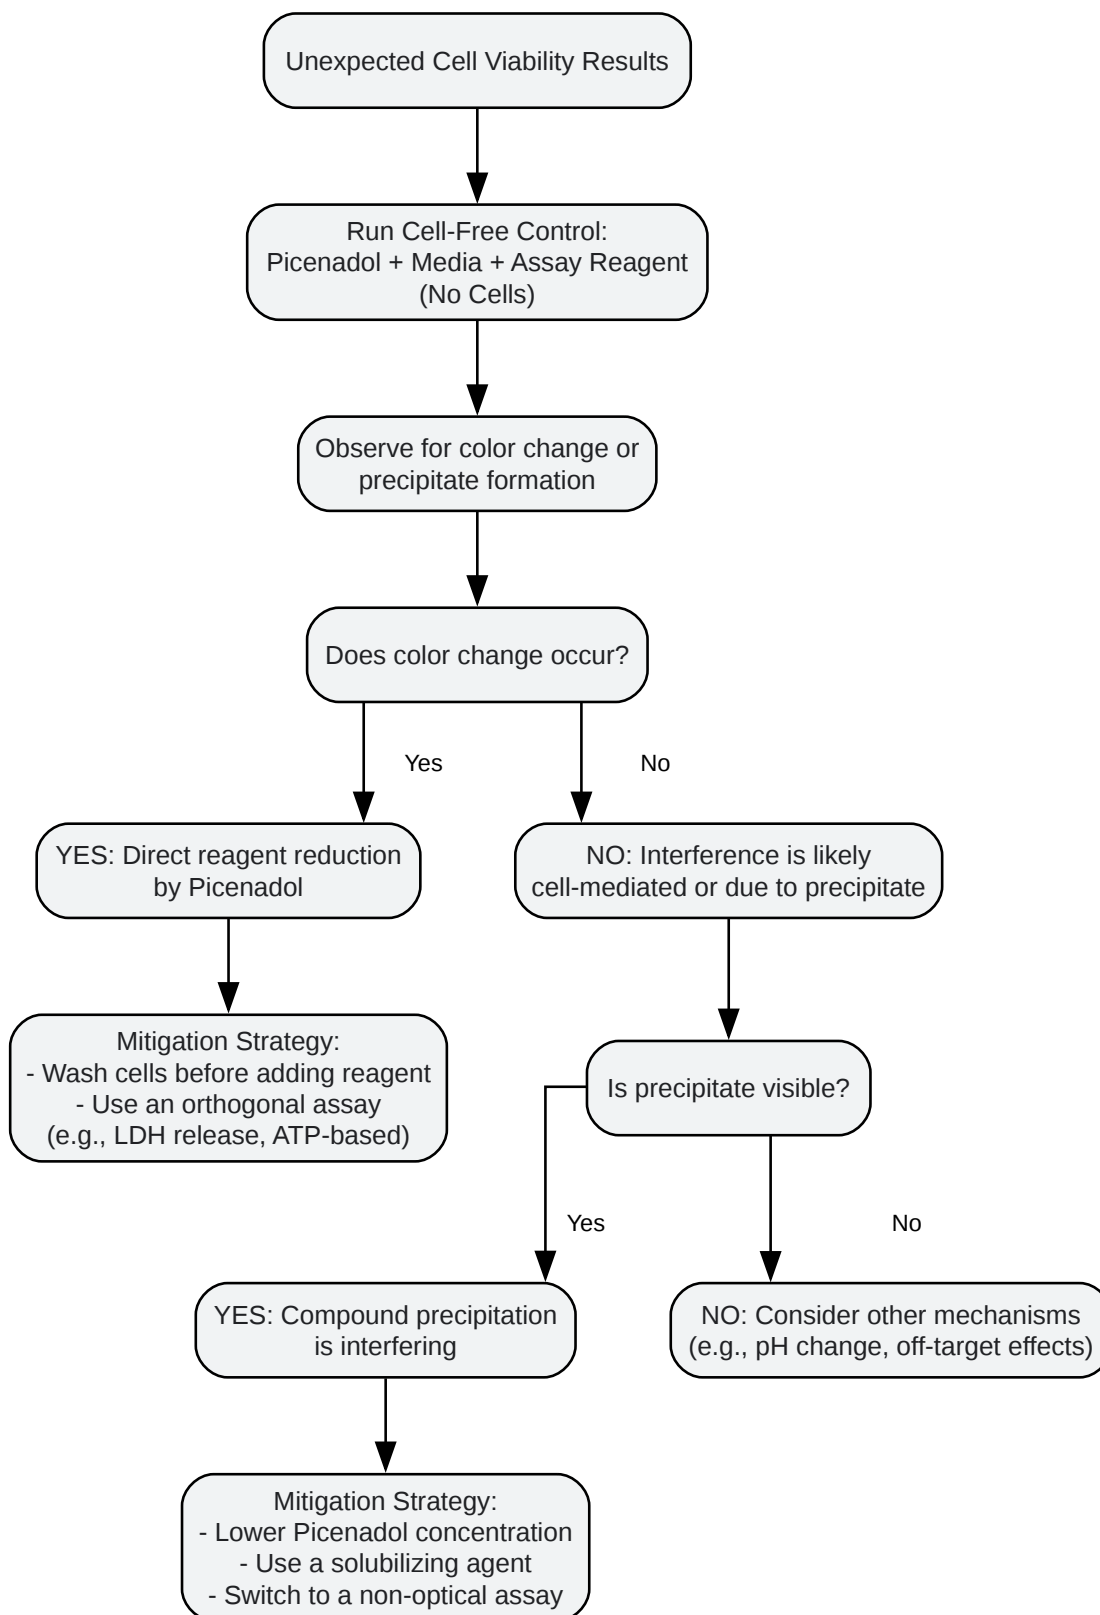 Unexpected Cell Viability Results
Run Cell-Free Control:
Picenadol + Media + Assay Reagent
(No Cells)
Observe for color change or
precipitate formation
Does color change occur?
Yes
No
YES: Direct reagent reduction
by Picenadol
NO: Interference is likely
cell-mediated or due to precipitate
Mitigation Strategy:
- Wash cells before adding reagent
- Use an orthogonal assay
(e.g., LDH release, ATP-based)
Is precipitate visible?
Yes
No
YES: Compound precipitation
is interfering
NO: Consider other mechanisms
(e.g., pH change, off-target effects)
Mitigation Strategy:
- Lower Picenadol concentration
- Use a solubilizing agent
- Switch to a non-optical assay